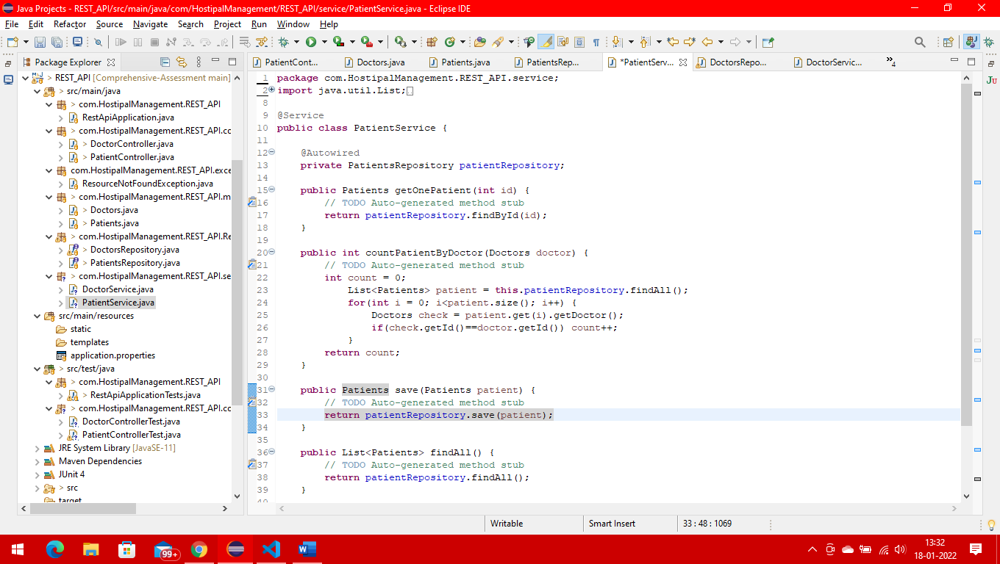 Java Projects - REST_API/src/main/java/com/HostipalManagement/REST_API/service/PatientService.java - Eclipse IDE
File Edit Refactor Source Navigate Search Project Run Window Help
Package Explorer
PatientCont... Doctors.java Patients.java PatientsRep... *PatientServ... DoctorsRepo... DoctorServic... »4
> REST_API [Comprehensive-Assessment main]
> src/main/java
> com.HostipalManagement.REST_API
> RestApiApplication.java
> com.HostipalManagement.REST_API.cc
> DoctorController.java
> PatientController.java
com.HostipalManagement.REST_API.exce
ResourceNotFoundException.java
> com.HostipalManagement.REST_API.m
> Doctors.java
> Patients.java
> com.HostipalManagement.REST_API.Re
> DoctorsRepository.java
> PatientsRepository.java
> com.HostipalManagement.REST_API.se
DoctorService.java
PatientService.java
src/main/resources
static
templates
application.properties
> src/test/java
> com.HostipalManagement.REST_API
> RestApiApplicationTests.java
> com.HostipalManagement.REST_API.cc
DoctorControllerTest.java
PatientControllerTest.java
JRE System Library [JavaSE-11]
Maven Dependencies
JUnit 4
> src
target
1 package com.HostipalManagement.REST_API.service;
2 import java.util.List;
8
9 @Service
10 public class PatientService {
11
12 @Autowired
13 private PatientsRepository patientRepository;
14
15 public Patients getOnePatient(int id) {
16 // TODO Auto-generated method stub
17 return patientRepository.findById(id);
18 }
19
20 public int countPatientByDoctor(Doctors doctor) {
21 // TODO Auto-generated method stub
22 int count = 0;
23 List<Patients> patient = this.patientRepository.findAll();
24 for(int i = 0; i<patient.size(); i++) {
25 Doctors check = patient.get(i).getDoctor();
26 if(check.getId()==doctor.getId()) count++;
27 }
28 return count;
29 }
30
31 public Patients save(Patients patient) {
32 // TODO Auto-generated method stub
33 return patientRepository.save(patient);
34 }
35
36 public List<Patients> findAll() {
37 // TODO Auto-generated method stub
38 return patientRepository.findAll();
39 }
40
JU
Writable Smart Insert 33 : 48 : 1069
99+
13:32
18-01-2022